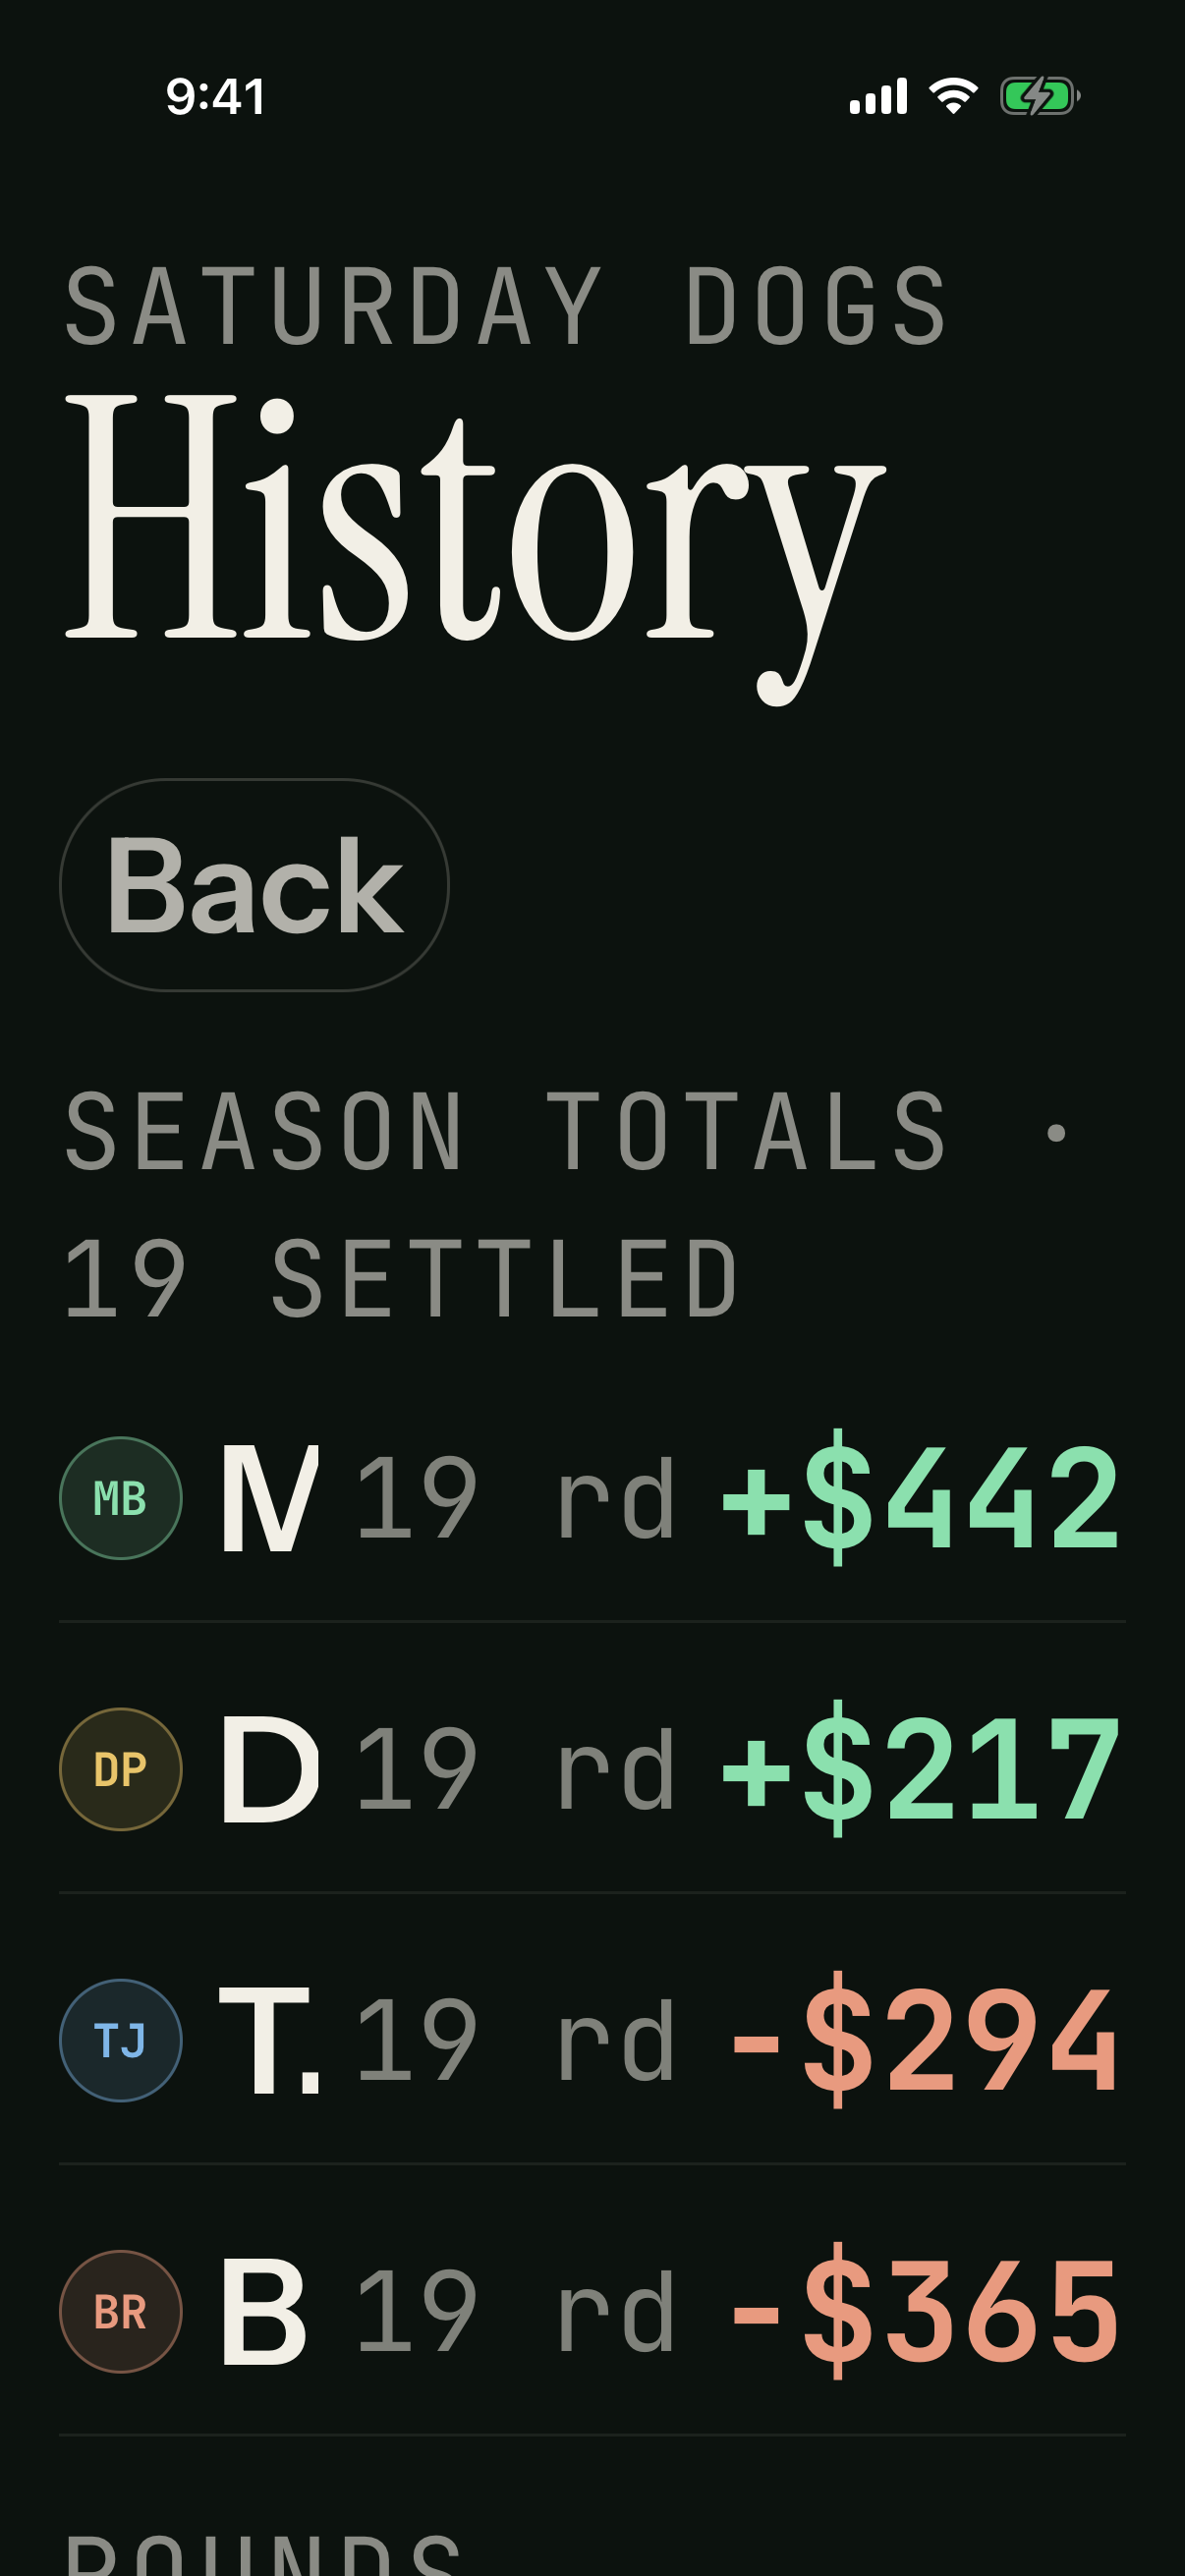 9:41
SATURDAY DOGS
History
Back
SEASON TOTALS ·
19 SETTLED
MB M 19 rd +$442
DP D 19 rd +$217
TJ T. 19 rd -$294
BR B 19 rd -$365
ROUNDS